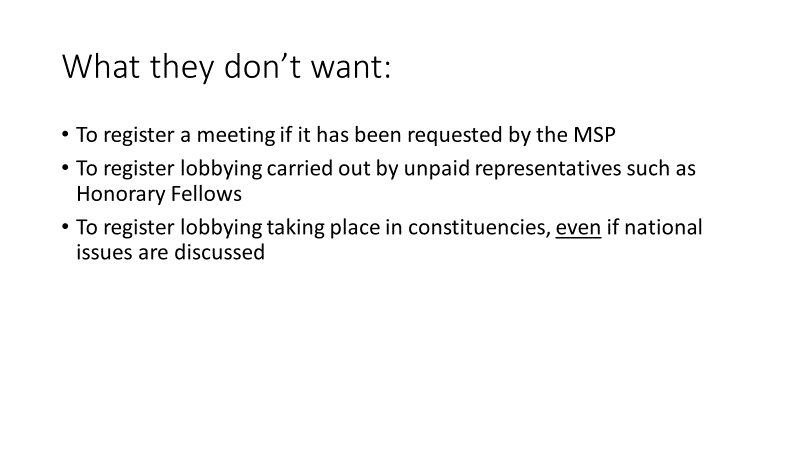 What they don’t want:
• To register a meeting if it has been requested by the MSP
• To register lobbying carried out by unpaid representatives such as
Honorary Fellows
• To register lobbying taking place in constituencies, even if national
issues are discussed